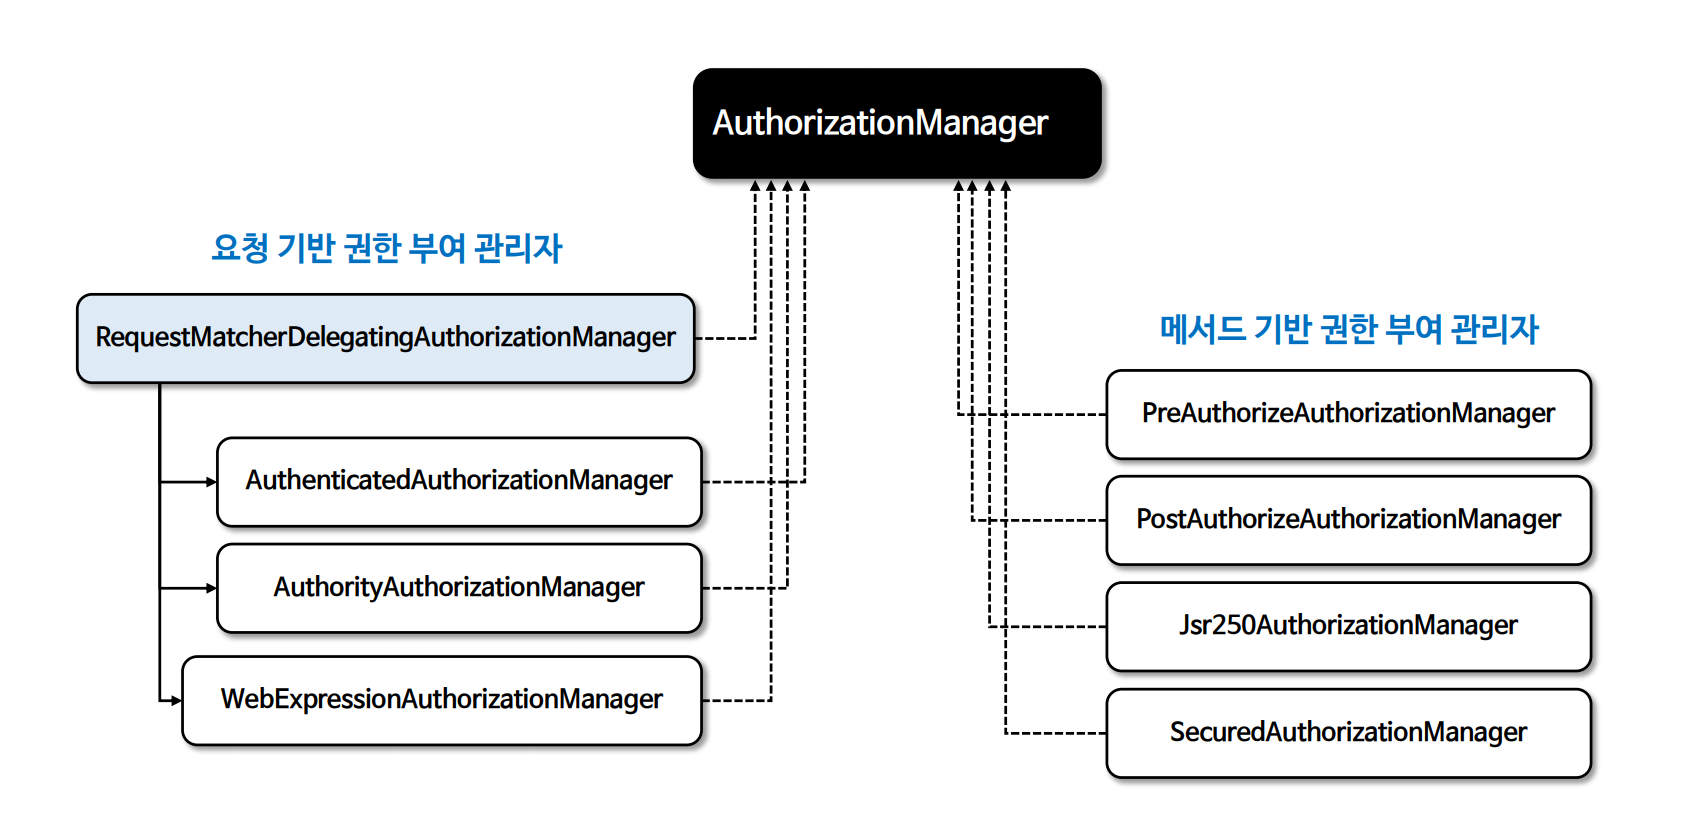 AuthorizationManager
요청 기반 권한 부여 관리자
RequestMatcherDelegatingAuthorizationManager
AuthenticatedAuthorizationManager
AuthorityAuthorizationManager
WebExpressionAuthorizationManager
메서드 기반 권한 부여 관리자
PreAuthorizeAuthorizationManager
PostAuthorizeAuthorizationManager
Jsr250AuthorizationManager
SecuredAuthorizationManager